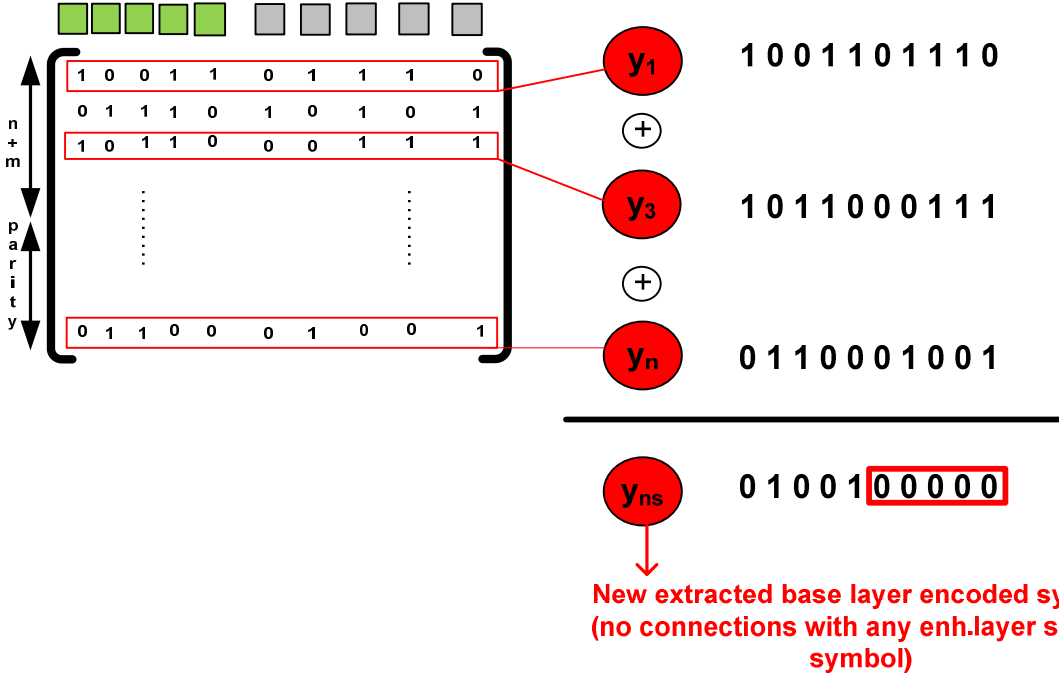 1 0 0 1 1 0 1 1 1 0
0 1 1 1 0 1 0 1 0 1
1 0 1 1 0 0 0 1 1 1
0 1 1 0 0 0 1 0 0 1
n+m
parity
y1 1 0 0 1 1 0 1 1 1 0
+
y3 1 0 1 1 0 0 0 1 1 1
+
yn 0 1 1 0 0 0 1 0 0 1
yns 0 1 0 0 1 0 0 0 0 0
New extracted base layer encoded sy
(no connections with any enh.layer s
symbol)